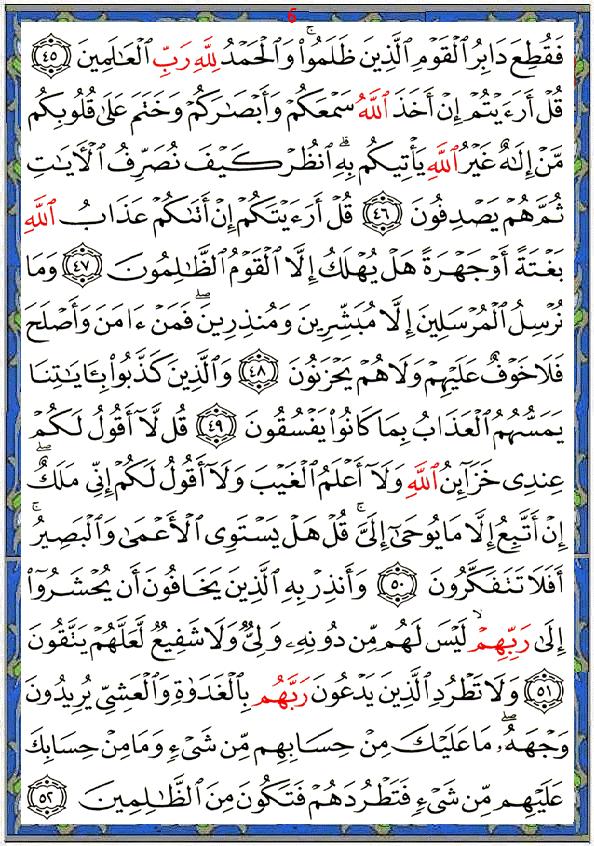 6
فَقُطِعَ دَابِرُ ٱلْقَوْمِ ٱلَّذِينَ ظَلَمُوا۟ ۚ وَٱلْحَمْدُ لِلَّهِ رَبِّ ٱلْعَـٰلَمِينَ ٤٥
قُلْ أَرَءَيْتُمْ إِنْ أَخَذَ ٱللَّهُ سَمْعَكُمْ وَأَبْصَـٰرَكُمْ وَخَتَمَ عَلَىٰ قُلُوبِكُم
مَّنْ إِلَـٰهٌ غَيْرُ ٱللَّهِ يَأْتِيكُم بِهِ ۗ ٱنظُرْ كَيْفَ نُصَرِّفُ ٱلْـَٔايَـٰتِ
ثُمَّ هُمْ يَصْدِفُونَ ٤٦ قُلْ أَرَءَيْتَكُمْ إِنْ أَتَىٰكُمْ عَذَابُ ٱللَّهِ
بَغْتَةً أَوْ جَهْرَةً هَلْ يُهْلَكُ إِلَّا ٱلْقَوْمُ ٱلظَّـٰلِمُونَ ٤٧ وَمَا
نُرْسِلُ ٱلْمُرْسَلِينَ إِلَّا مُبَشِّرِينَ وَمُنذِرِينَ ۖ فَمَنْ ءَامَنَ وَأَصْلَحَ
فَلَا خَوْفٌ عَلَيْهِمْ وَلَا هُمْ يَحْزَنُونَ ٤٨ وَٱلَّذِينَ كَذَّبُوا۟ بِـَٔايَـٰتِنَا
يَمَسُّهُمُ ٱلْعَذَابُ بِمَا كَانُوا۟ يَفْسُقُونَ ٤٩ قُل لَّآ أَقُولُ لَكُمْ
عِندِى خَزَآئِنُ ٱللَّهِ وَلَآ أَعْلَمُ ٱلْغَيْبَ وَلَآ أَقُولُ لَكُمْ إِنِّى مَلَكٌ ۖ
إِنْ أَتَّبِعُ إِلَّا مَا يُوحَىٰٓ إِلَىَّ ۚ قُلْ هَلْ يَسْتَوِى ٱلْأَعْمَىٰ وَٱلْبَصِيرُ ۚ
أَفَلَا تَتَفَكَّرُونَ ٥٠ وَأَنذِرْ بِهِ ٱلَّذِينَ يَخَافُونَ أَن يُحْشَرُوٓا۟
إِلَىٰ رَبِّهِمْ ۙ لَيْسَ لَهُم مِّن دُونِهِۦ وَلِىٌّ وَلَا شَفِيعٌ لَّعَلَّهُمْ يَتَّقُونَ
٥١ وَلَا تَطْرُدِ ٱلَّذِينَ يَدْعُونَ رَبَّهُم بِٱلْغَدَوٰةِ وَٱلْعَشِىِّ يُرِيدُونَ
وَجْهَهُۥ ۖ مَا عَلَيْكَ مِنْ حِسَابِهِم مِّن شَىْءٍ وَمَا مِنْ حِسَابِكَ
عَلَيْهِم مِّن شَىْءٍ فَتَطْرُدَهُمْ فَتَكُونَ مِنَ ٱلظَّـٰلِمِينَ ٥٢